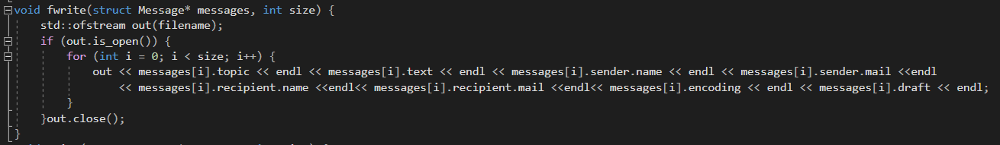 void fwrite(struct Message* messages, int size) {
    std::ofstream out(filename);
    if (out.is_open()) {
        for (int i = 0; i < size; i++) {
            out << messages[i].topic << endl << messages[i].text << endl << messages[i].sender.name << endl << messages[i].sender.mail <<endl
                << messages[i].recipient.name <<endl<< messages[i].recipient.mail <<endl<< messages[i].encoding << endl << messages[i].draft << endl;
        }
    }out.close();
}